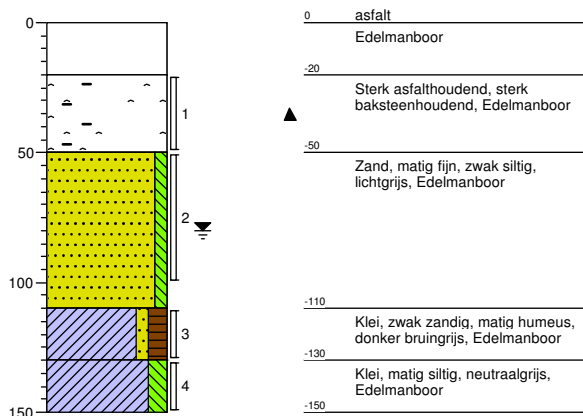 0
50
100
150
1
2
3
4
0 asfalt
Edelmanboor
-20
Sterk asfalthoudend, sterk
baksteenhoudend, Edelmanboor
-50
Zand, matig fijn, zwak siltig,
lichtgrijs, Edelmanboor
-110
Klei, zwak zandig, matig humeus,
donker bruingrijs, Edelmanboor
-130
Klei, matig siltig, neutraalgrijs,
Edelmanboor
-150